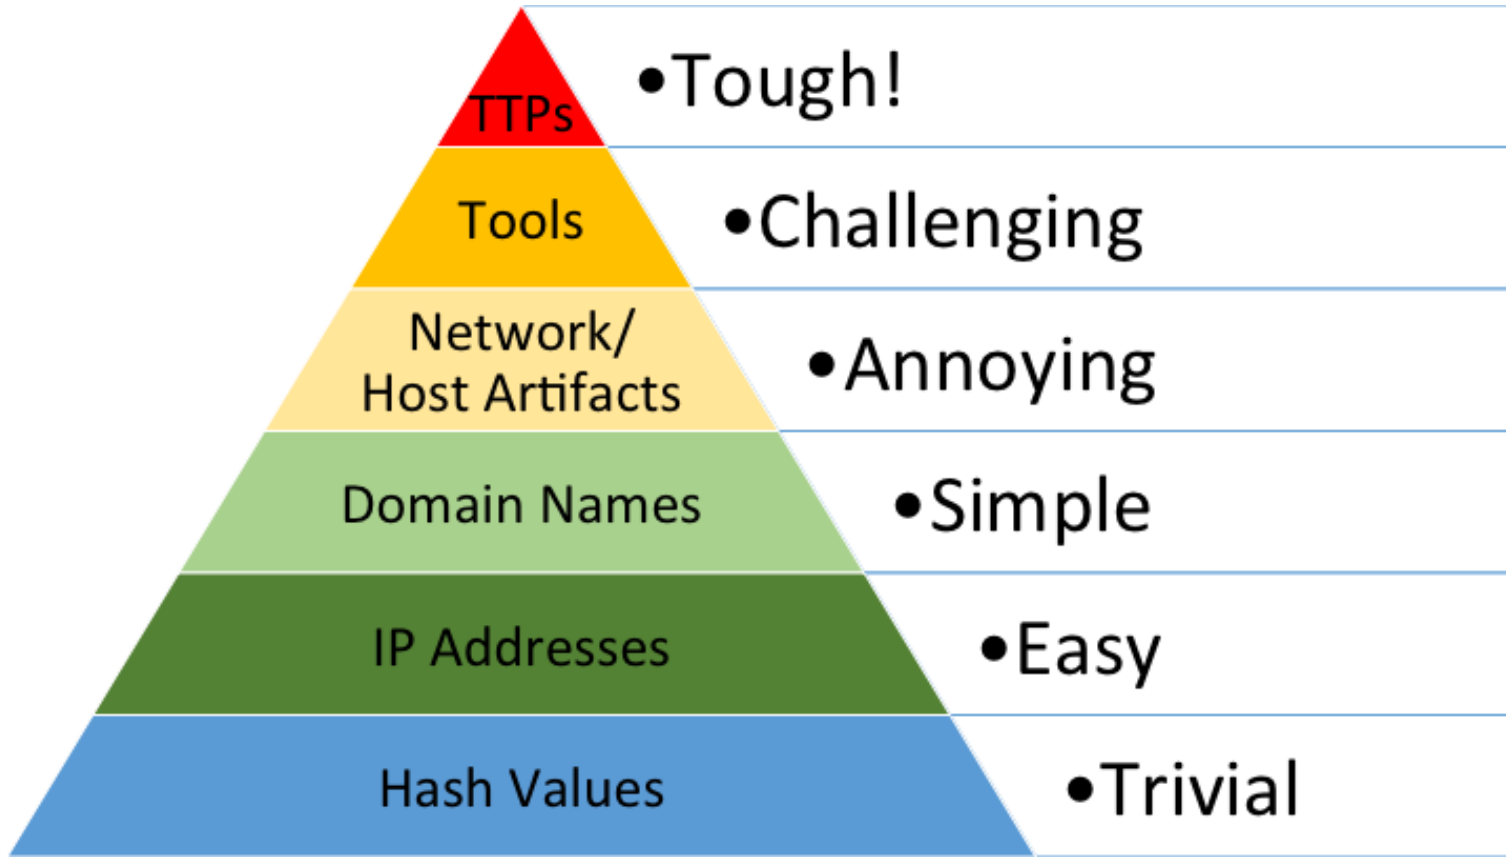 TTPs
•Tough!
Tools
•Challenging
Network/
Host Artifacts
•Annoying
Domain Names
•Simple
IP Addresses
•Easy
Hash Values
•Trivial